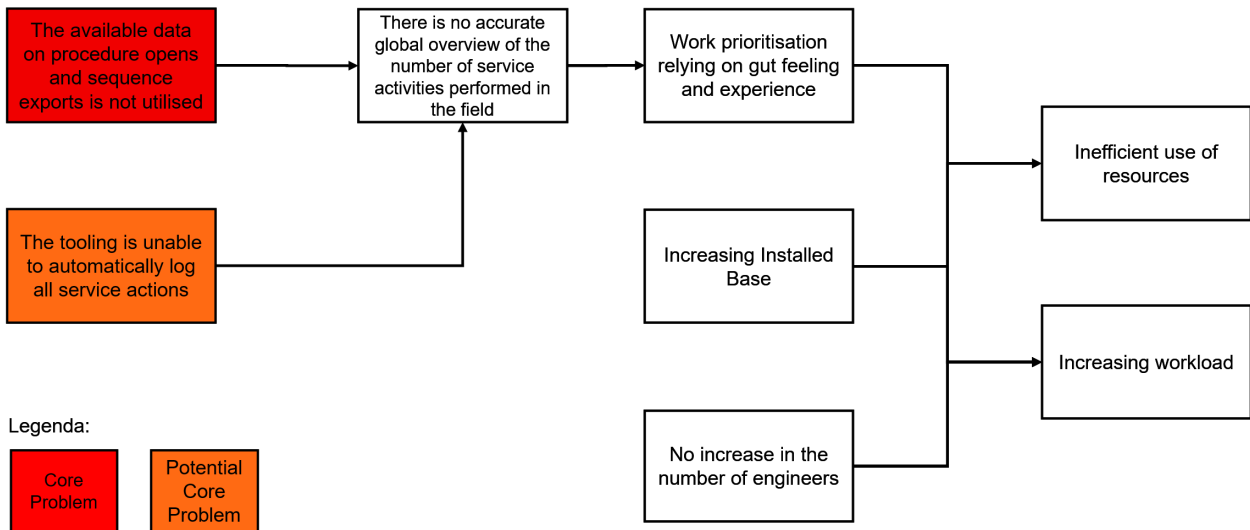 The available data
on procedure opens
and sequence
exports is not utilised
There is no accurate
global overview of the
number of service
activities performed in
the field
Work prioritisation
relying on gut feeling
and experience
Inefficient use of
resources
The tooling is unable
to automatically log
all service actions
Increasing Installed
Base
Increasing workload
No increase in the
number of engineers
Legenda:
Core
Problem
Potential
Core
Problem